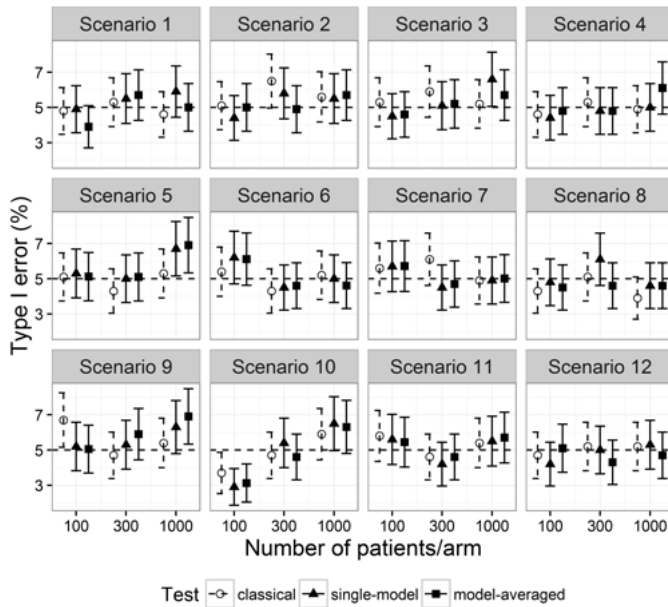 Scenario 1
Scenario 2
Scenario 3
Scenario 4
7
5
3
Scenario 5
Scenario 6
Scenario 7
Scenario 8
7
5
3
Scenario 9
Scenario 10
Scenario 11
Scenario 12
7
5
3
Type I error (%)
100 300 1000
100 300 1000
100 300 1000
100 300 1000
Number of patients/arm
Test classical single-model model-averaged